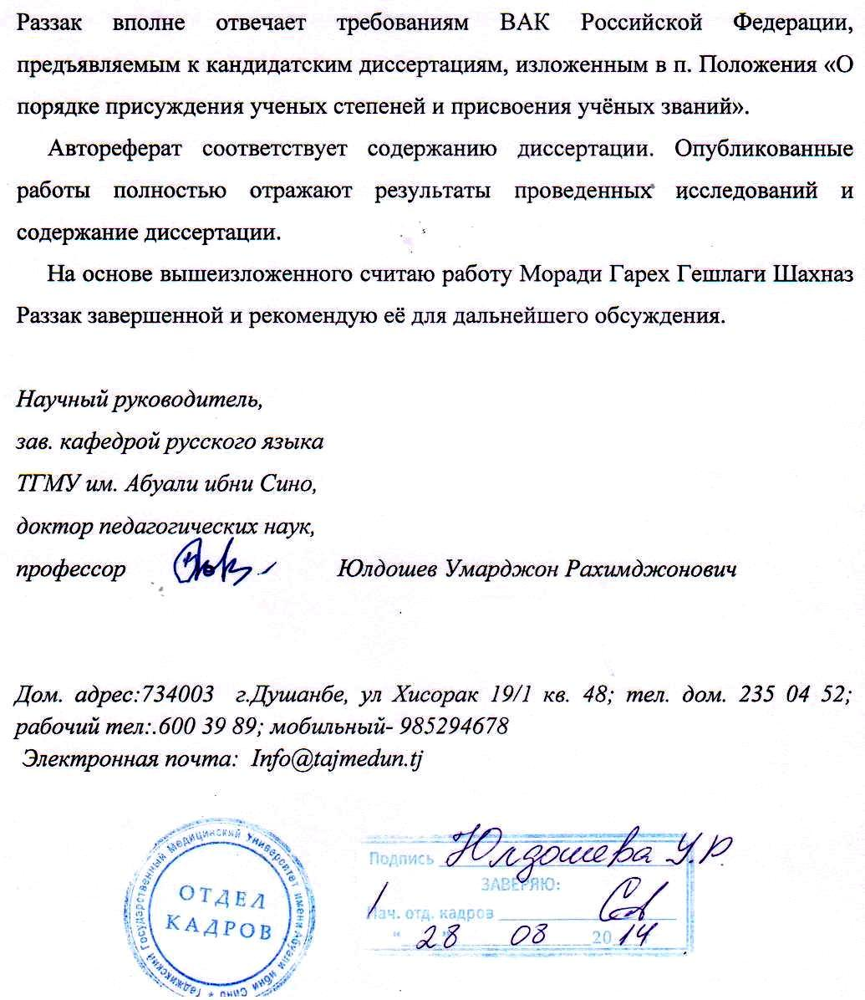 Раззак вполне отвечает требованиям ВАК Российской Федерации,
предъявляемым к кандидатским диссертациям, изложенным в п. Положения «О
порядке присуждения ученых степеней и присвоения учёных званий».
Автореферат соответствует содержанию диссертации. Опубликованные
работы полностью отражают результаты проведенных исследований и
содержание диссертации.
На основе вышеизложенного считаю работу Моради Гарех Гешлаги Шахназ
Раззак завершенной и рекомендую её для дальнейшего обсуждения.
Научный руководитель,
зав. кафедрой русского языка
ТГМУ им. Абуали ибни Сино,
доктор педагогических наук,
профессор Юлдошев Умарджон Рахимджонович
Дом. адрес:734003 г.Душанбе, ул Хисорак 19/1 кв. 48; тел. дом. 235 04 52;
рабочий тел:.600 39 89; мобильный- 985294678
Электронная почта: Info@tajmedun.tj
Таджикский Государственный Медицинский Университет имени Абуали ибни Сино *
ОТДЕЛ
КАДРОВ
Подпись Юлдошева У.Р.
ЗАВЕРЯЮ:
Нач. отд. кадров
"28" 08 2014